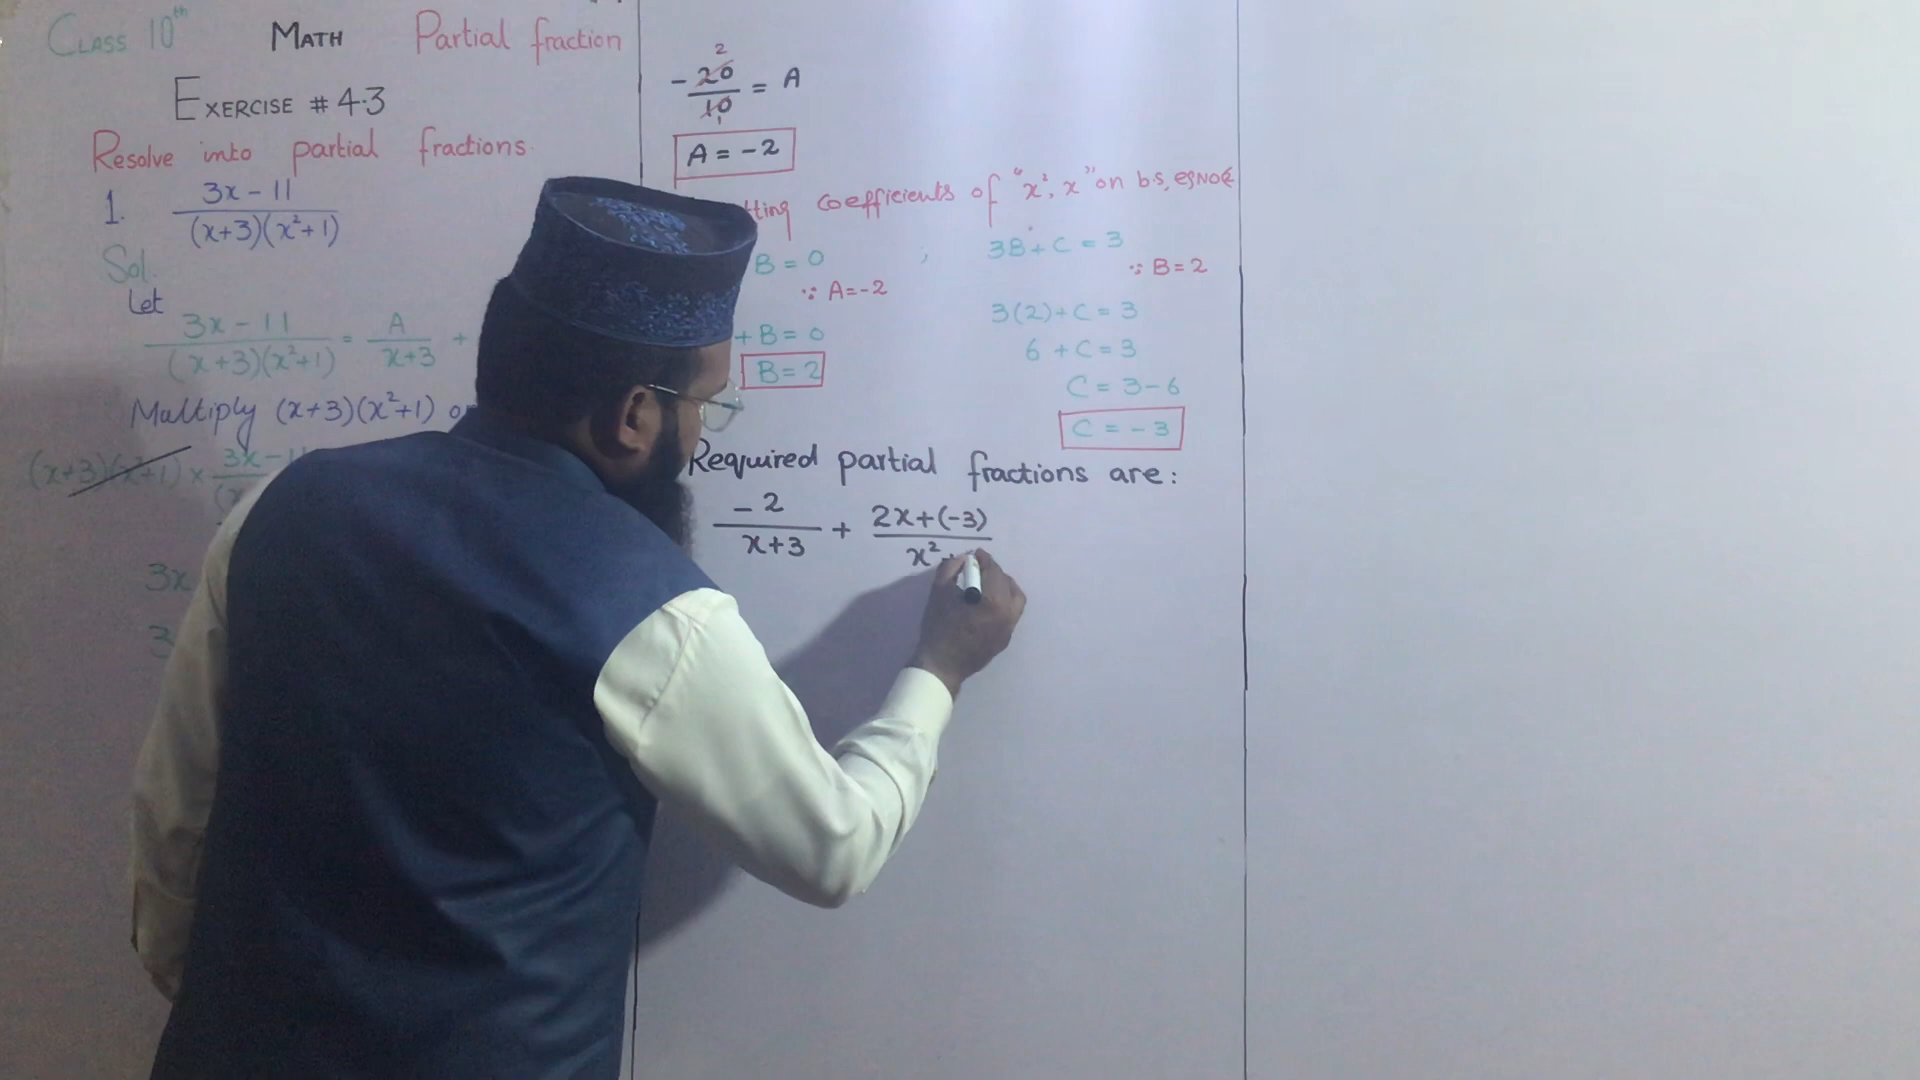 CLASS 10th MATH Partial fraction
EXERCISE # 4.3
Resolve into partial fractions.
1. 3x - 11
(x+3)(x²+1)
Sol.
Let
3x - 11 / (x+3)(x²+1) = A / x+3 +
Multiply (x+3)(x²+1)
(x+3)(x²+1) × 3x-
3x
3
- 20 / 10 = A
2
1
A = -2
coefficients of "x², x" on b.s,
B = 0 ; 3B + C = 3
∵ A = -2 ∵ B = 2
+ B = 0 3(2) + C = 3
B = 2 6 + C = 3
C = 3 - 6
C = - 3
Required partial fractions are:
-2 / x+3 + 2x+(-3) / x²